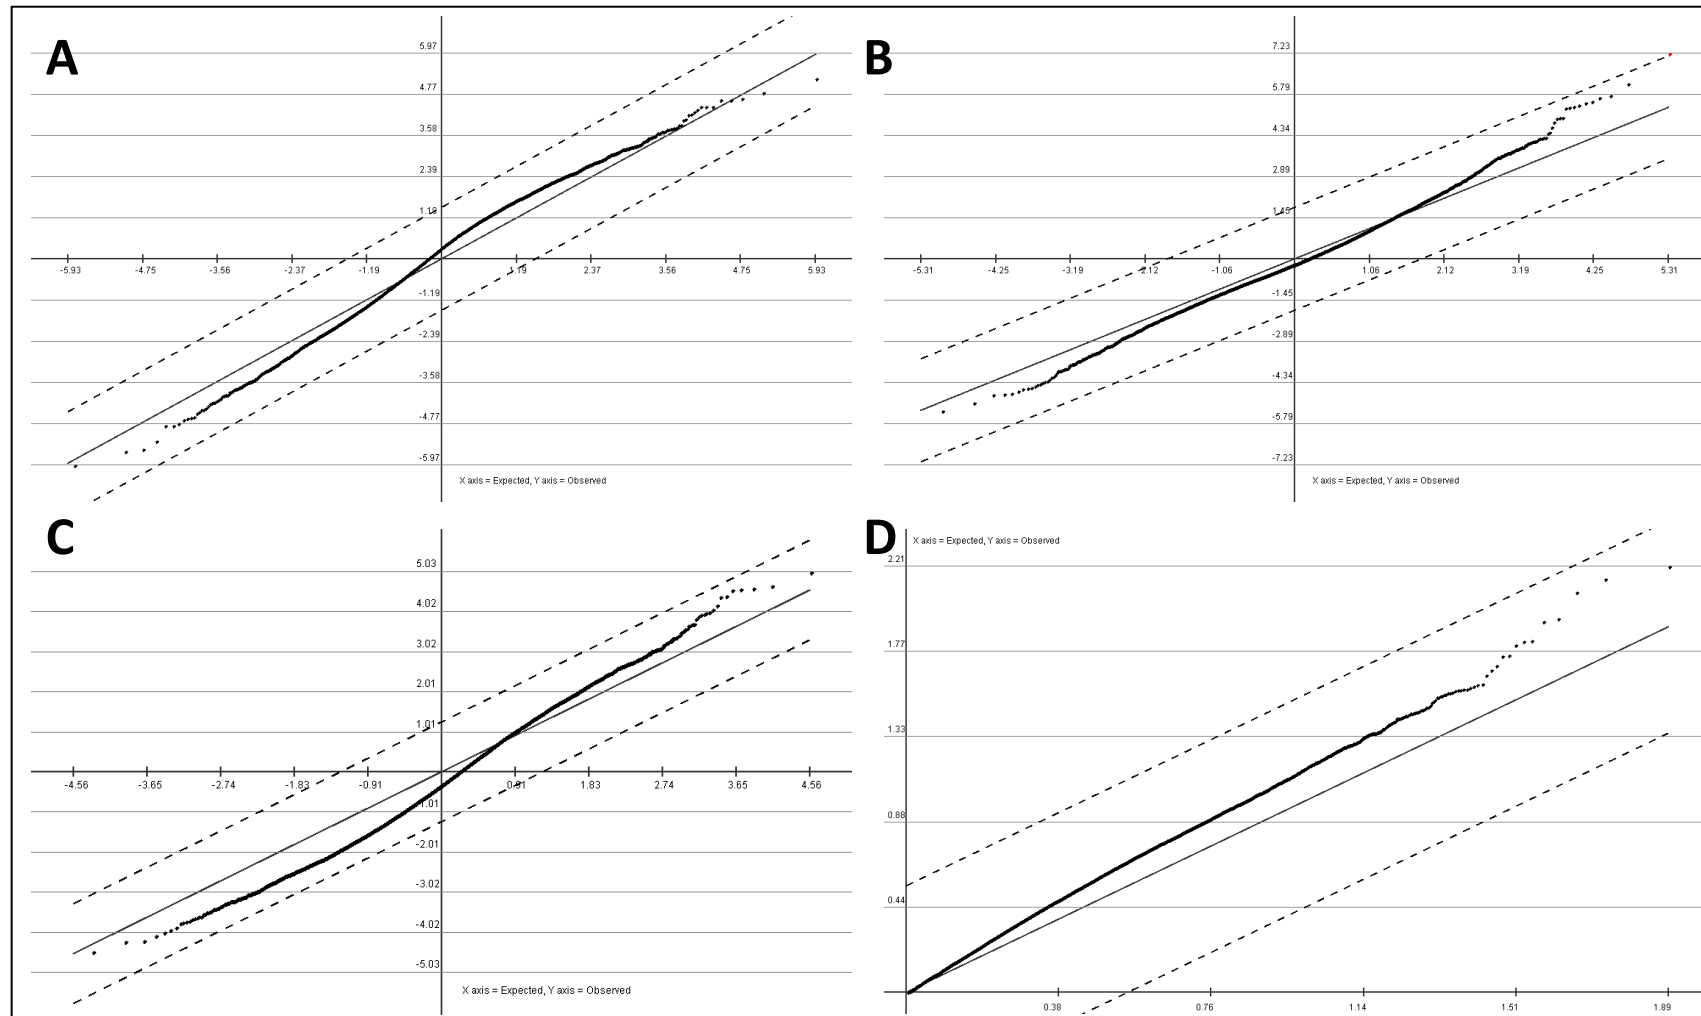 A
5.97
4.77
3.58
2.39
1.19
-5.93 -4.75 -3.56 -2.37 -1.19 1.19 2.37 3.56 4.75 5.93
-1.19
-2.39
-3.58
-4.77
-5.97
X axis = Expected, Y axis = Observed
B
7.23
5.79
4.34
2.89
1.45
-5.31 -4.25 -3.19 -2.12 -1.06 1.06 2.12 3.19 4.25 5.31
-1.45
-2.89
-4.34
-5.79
-7.23
X axis = Expected, Y axis = Observed
C
5.03
4.02
3.02
2.01
1.01
-4.56 -3.65 -2.74 -1.83 -0.91 0.91 1.83 2.74 3.65 4.56
-1.01
-2.01
-3.02
-4.02
-5.03
X axis = Expected, Y axis = Observed
D
X axis = Expected, Y axis = Observed
2.21
1.77
1.33
0.88
0.44
0.38 0.76 1.14 1.51 1.89